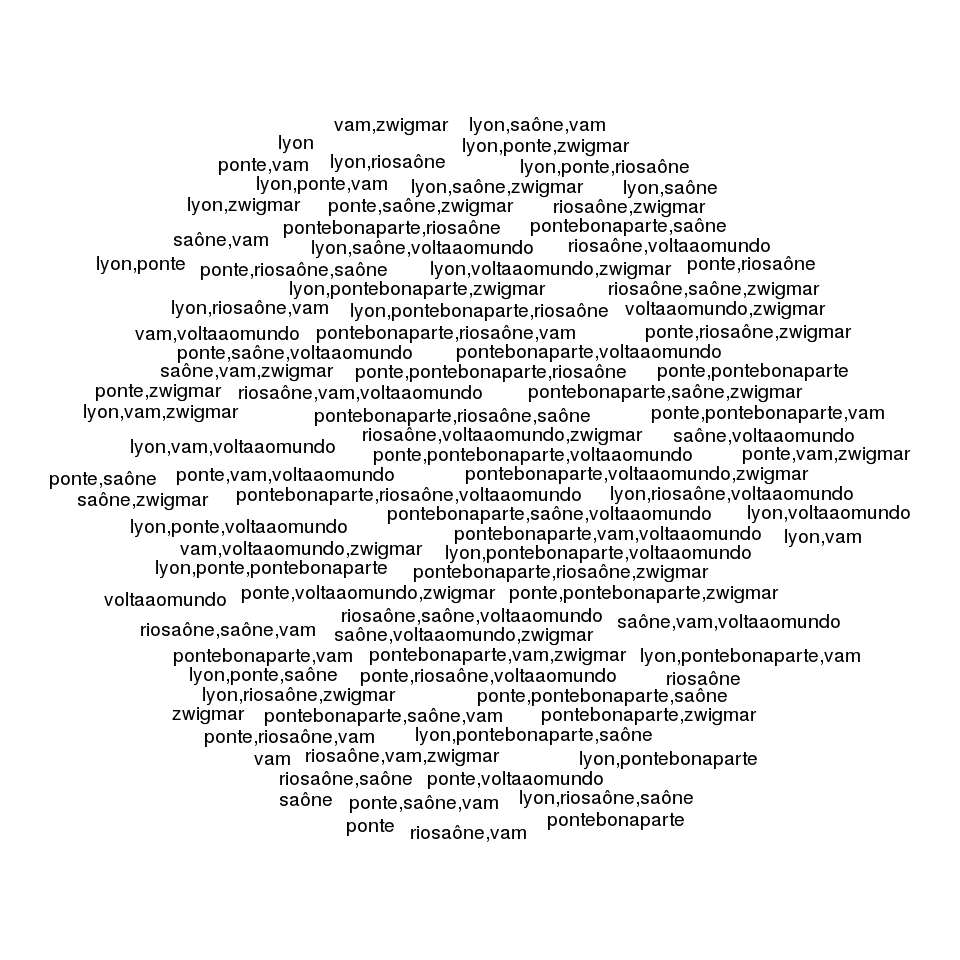 vam,zwigmar lyon,saône,vam
lyon lyon,ponte,zwigmar
ponte,vam lyon,riosaône lyon,ponte,riosaône
lyon,ponte,vam lyon,saône,zwigmar lyon,saône
lyon,zwigmar ponte,saône,zwigmar riosaône,zwigmar
pontebonaparte,riosaône pontebonaparte,saône
saône,vam lyon,saône,voltaaomundo riosaône,voltaaomundo
lyon,ponte ponte,riosaône,saône lyon,voltaaomundo,zwigmar ponte,riosaône
lyon,pontebonaparte,zwigmar riosaône,saône,zwigmar
lyon,riosaône,vam lyon,pontebonaparte,riosaône voltaaomundo,zwigmar
vam,voltaaomundo pontebonaparte,riosaône,vam ponte,riosaône,zwigmar
ponte,saône,voltaaomundo pontebonaparte,voltaaomundo
saône,vam,zwigmar ponte,pontebonaparte,riosaône ponte,pontebonaparte
ponte,zwigmar riosaône,vam,voltaaomundo pontebonaparte,saône,zwigmar
lyon,vam,zwigmar pontebonaparte,riosaône,saône ponte,pontebonaparte,vam
riosaône,voltaaomundo,zwigmar saône,voltaaomundo
lyon,vam,voltaaomundo ponte,pontebonaparte,voltaaomundo ponte,vam,zwigmar
ponte,saône ponte,vam,voltaaomundo pontebonaparte,voltaaomundo,zwigmar
saône,zwigmar pontebonaparte,riosaône,voltaaomundo lyon,riosaône,voltaaomundo
pontebonaparte,saône,voltaaomundo lyon,voltaaomundo
lyon,ponte,voltaaomundo pontebonaparte,vam,voltaaomundo lyon,vam
vam,voltaaomundo,zwigmar lyon,pontebonaparte,voltaaomundo
lyon,ponte,pontebonaparte pontebonaparte,riosaône,zwigmar
voltaaomundo ponte,voltaaomundo,zwigmar ponte,pontebonaparte,zwigmar
riosaône,saône,voltaaomundo saône,vam,voltaaomundo
riosaône,saône,vam saône,voltaaomundo,zwigmar
pontebonaparte,vam pontebonaparte,vam,zwigmar lyon,pontebonaparte,vam
lyon,ponte,saône ponte,riosaône,voltaaomundo riosaône
lyon,riosaône,zwigmar ponte,pontebonaparte,saône
zwigmar pontebonaparte,saône,vam pontebonaparte,zwigmar
ponte,riosaône,vam lyon,pontebonaparte,saône
vam riosaône,vam,zwigmar lyon,pontebonaparte
riosaône,saône ponte,voltaaomundo
saône ponte,saône,vam lyon,riosaône,saône
ponte riosaône,vam pontebonaparte